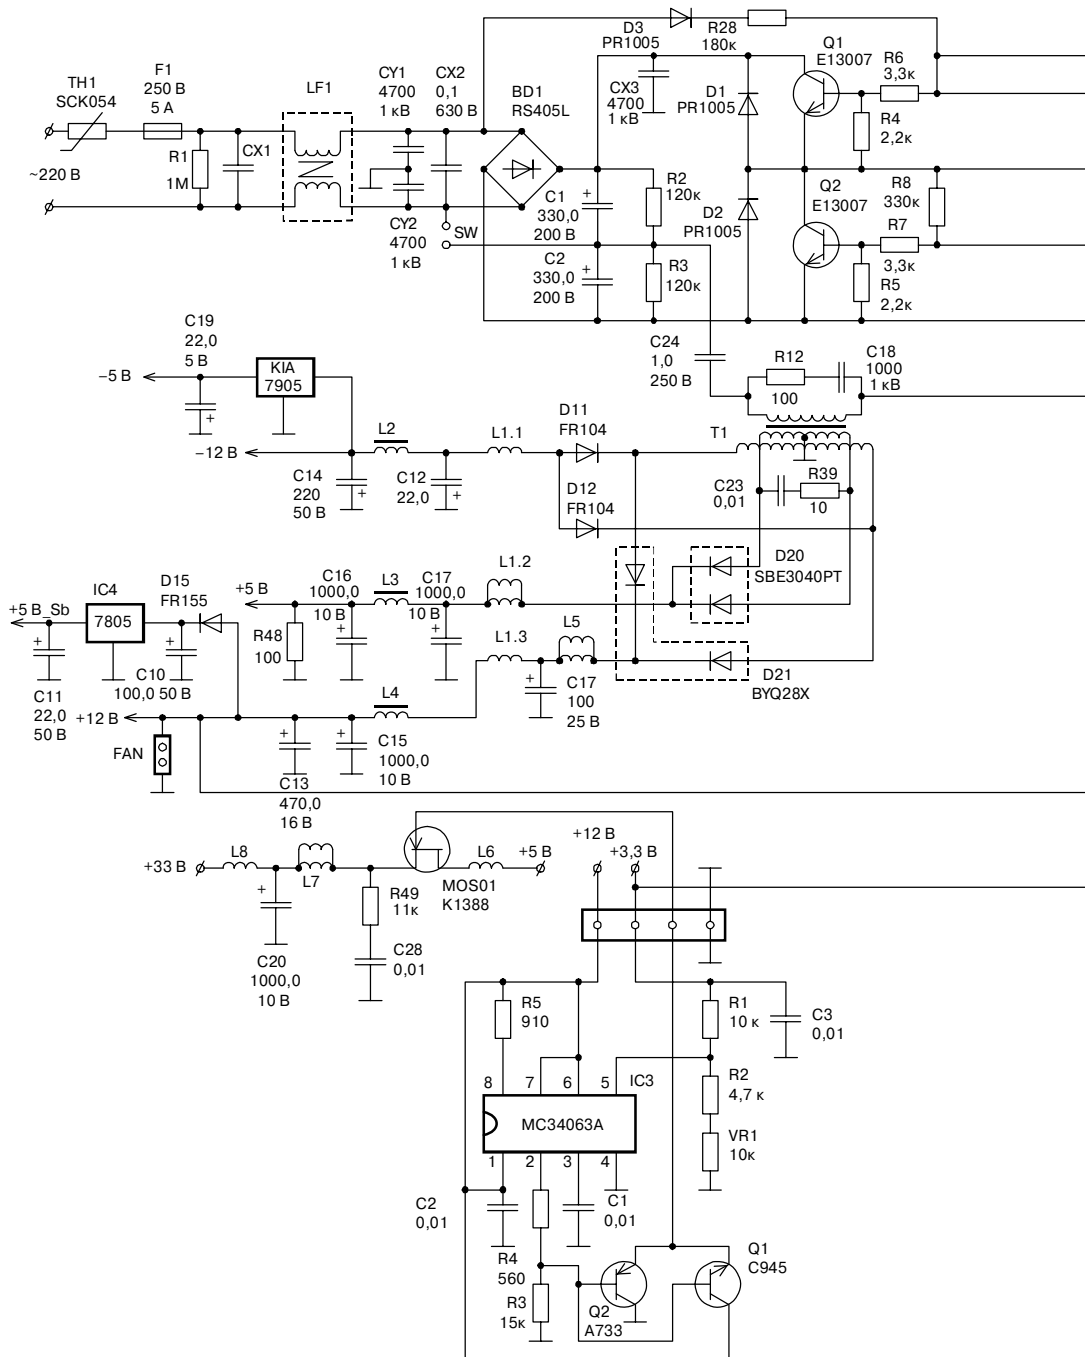 D3
PR1005
R28
180к
Q1
E13007
R6
3,3к
TH1
SCK054
F1
250 В
5 А
LF1
CY1
4700
1 кВ
CX2
0,1
630 В
BD1
RS405L
CX3
4700
1 кВ
D1
PR1005
R4
2,2к
R1
1М
CX1
~220 В
Q2
E13007
R8
330к
R7
3,3к
R2
120к
C1
330,0
200 В
D2
PR1005
CY2
4700
1 кВ
SW
C2
330,0
200 В
R3
120к
R5
2,2к
C19
22,0
5 В
–5 В
KIA
7905
C24
1,0
250 В
R12
100
C18
1000
1 кВ
–12 В
L2
L1.1
D11
FR104
T1
C14
220
50 В
C12
22,0
D12
FR104
C23
0,01
R39
10
D20
SBE3040PT
L1.2
C16
1000,0
10 В
L3
C17
1000,0
10 В
+5 В
IC4
7805
D15
FR155
+5 В_Sb
R48
100
L1.3
L5
C10
100,0 50 В
C11
22,0
50 В
D21
BYQ28X
C17
100
25 В
L4
+12 В
FAN
C15
1000,0
10 В
C13
470,0
16 В
+12 В
+3,3 В
+33 В
L8
L7
L6
+5 В
MOS01
K1388
R49
11к
C28
0,01
C20
1000,0
10 В
R5
910
R1
10 к
C3
0,01
8
7
6
5
IC3
R2
4,7 к
MC34063A
VR1
10к
1
2
3
4
C2
0,01
C1
0,01
R4
560
Q1
C945
R3
15к
Q2
A733